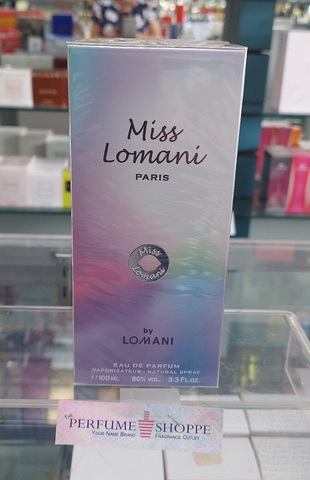 Miss
Lomani
PARIS
Miss
Lomani
by
LOMANI
EAU DE PARFUM
VAPORISATEUR - NATURAL SPRAY
100 ML 80% VOL. 3.3 FL.OZ.
The
PERFUME SHOPPE
YOUR NAME BRAND FRAGRANCE OUTLET